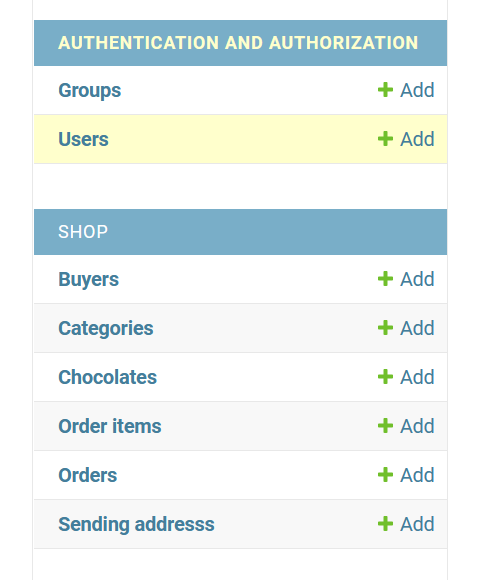 AUTHENTICATION AND AUTHORIZATION
Groups + Add
Users + Add
SHOP
Buyers + Add
Categories + Add
Chocolates + Add
Order items + Add
Orders + Add
Sending addresss + Add